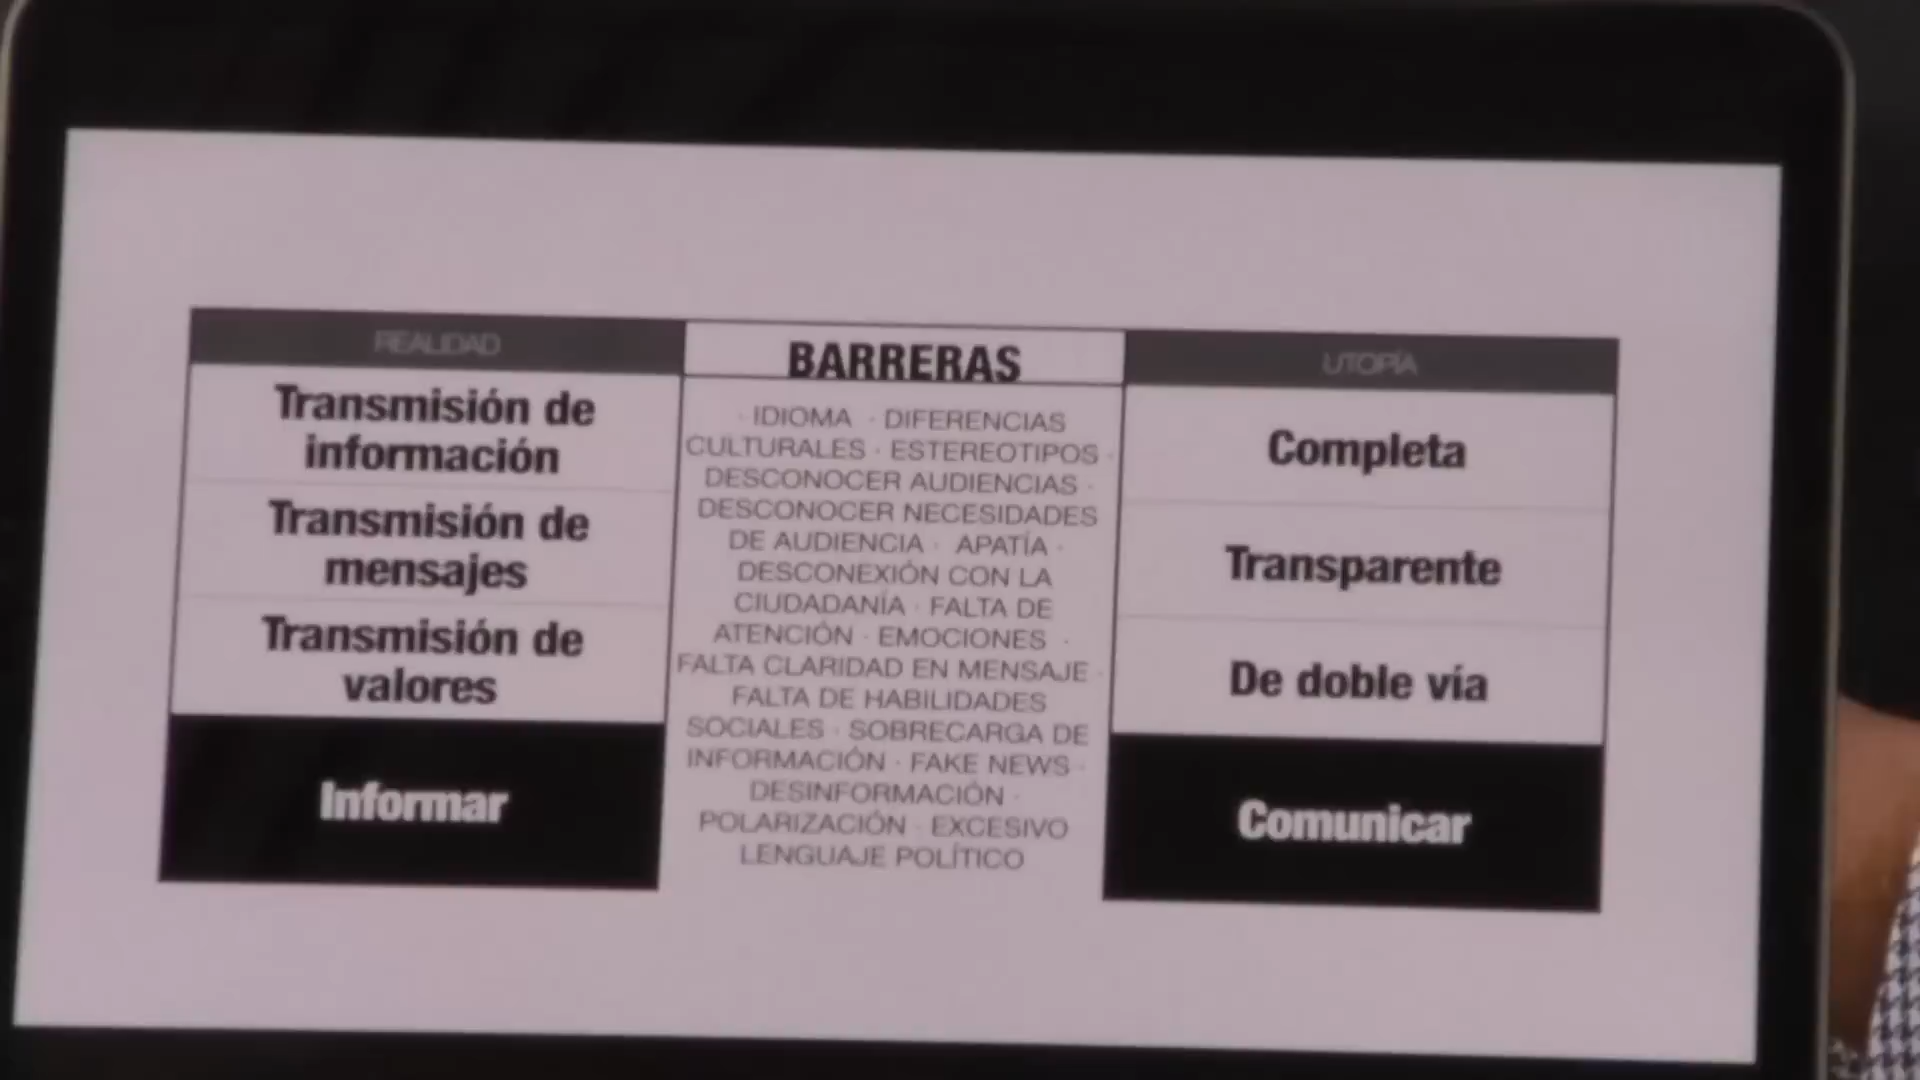 REALIDAD
Transmisión de
información
Transmisión de
mensajes
Transmisión de
valores
Informar
BARRERAS
· IDIOMA · DIFERENCIAS
CULTURALES · ESTEREOTIPOS ·
DESCONOCER AUDIENCIAS ·
DESCONOCER NECESIDADES
DE AUDIENCIA · APATÍA ·
DESCONEXIÓN CON LA
CIUDADANÍA · FALTA DE
ATENCIÓN · EMOCIONES ·
FALTA CLARIDAD EN MENSAJE ·
FALTA DE HABILIDADES
SOCIALES · SOBRECARGA DE
INFORMACIÓN · FAKE NEWS ·
DESINFORMACIÓN ·
POLARIZACIÓN · EXCESIVO
LENGUAJE POLÍTICO
UTOPÍA
Completa
Transparente
De doble vía
Comunicar